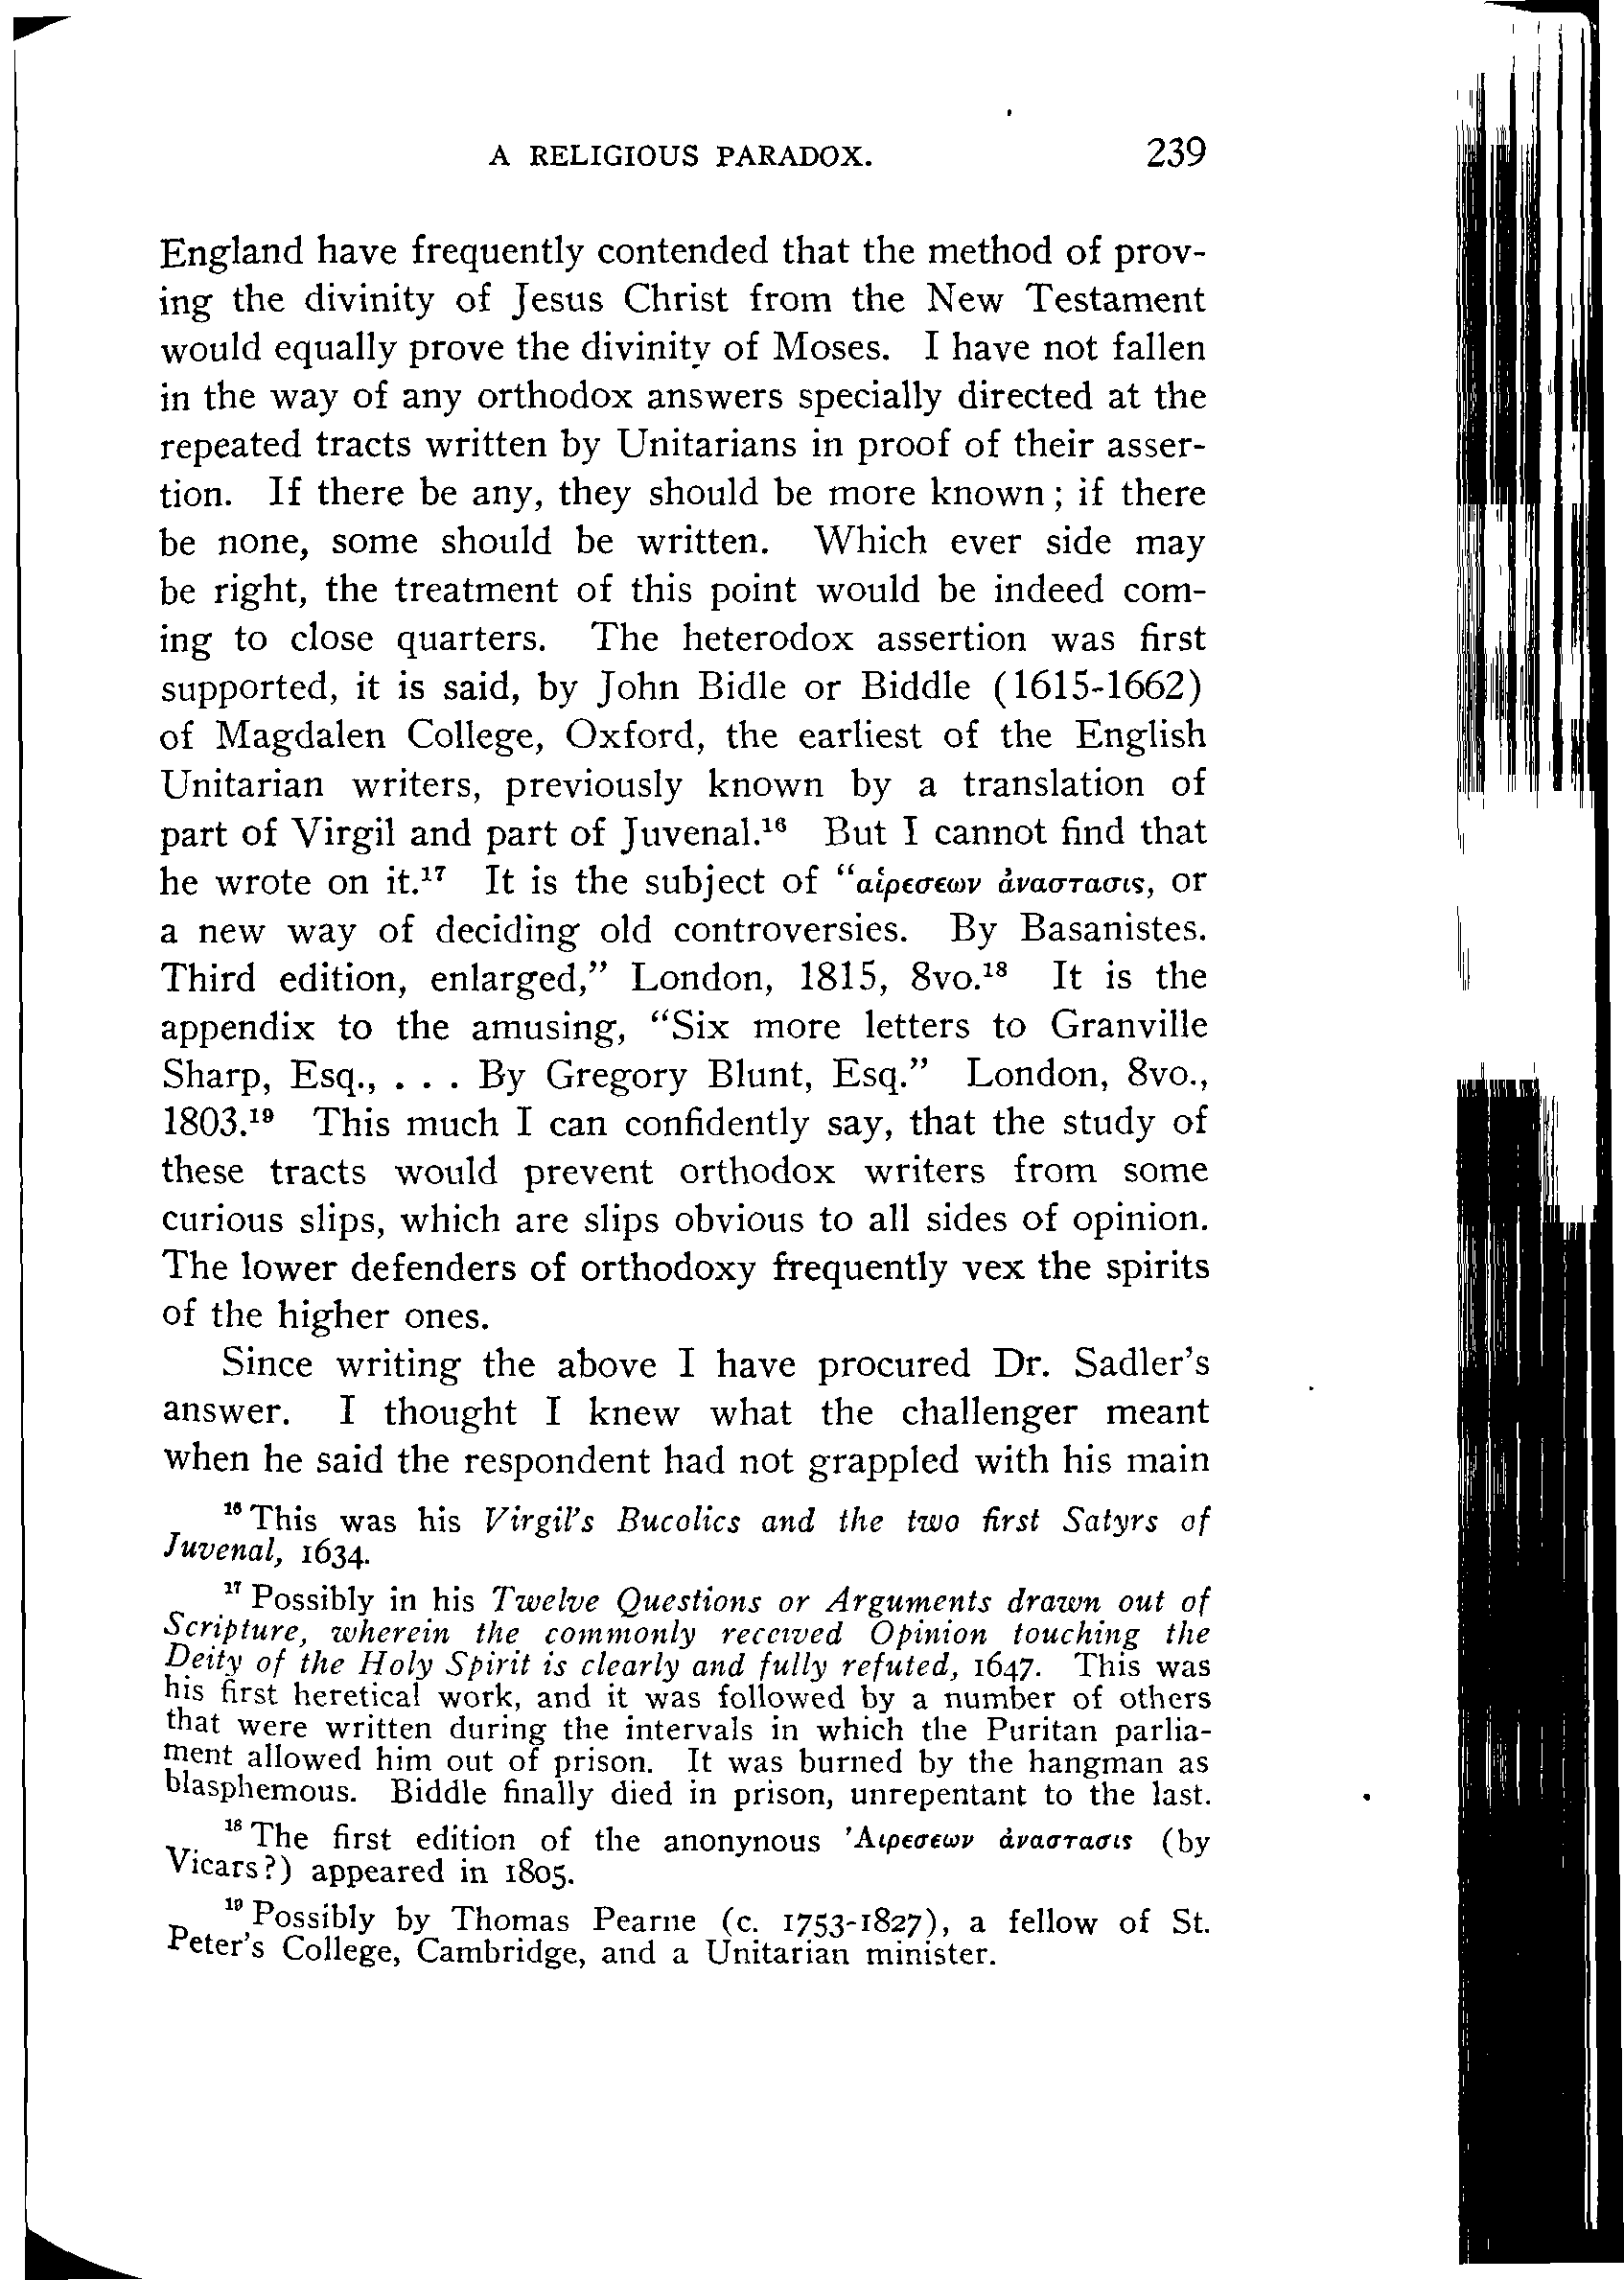 A RELIGIOUS PARADOX. 239
England have frequently contended that the method of prov-
ing the divinity of Jesus Christ from the New Testament
would equally prove the divinity of Moses. I have not fallen
in the way of any orthodox answers specially directed at the
repeated tracts written by Unitarians in proof of their asser-
tion. If there be any, they should be more known; if there
be none, some should be written. Which ever side may
be right, the treatment of this point would be indeed com-
ing to close quarters. The heterodox assertion was first
supported, it is said, by John Bidle or Biddle (1615-1662)
of Magdalen College, Oxford, the earliest of the English
Unitarian writers, previously known by a translation of
part of Virgil and part of Juvenal.¹⁶ But I cannot find that
he wrote on it.¹⁷ It is the subject of “αἱρεσεων ἀναστασις, or
a new way of deciding old controversies. By Basanistes.
Third edition, enlarged,” London, 1815, 8vo.¹⁸ It is the
appendix to the amusing, “Six more letters to Granville
Sharp, Esq., . . . By Gregory Blunt, Esq.” London, 8vo.,
1803.¹⁹ This much I can confidently say, that the study of
these tracts would prevent orthodox writers from some
curious slips, which are slips obvious to all sides of opinion.
The lower defenders of orthodoxy frequently vex the spirits
of the higher ones.
Since writing the above I have procured Dr. Sadler’s
answer. I thought I knew what the challenger meant
when he said the respondent had not grappled with his main
¹⁶ This was his Virgil’s Bucolics and the two first Satyrs of
Juvenal, 1634.
¹⁷ Possibly in his Twelve Questions or Arguments drawn out of
Scripture, wherein the commonly received Opinion touching the
Deity of the Holy Spirit is clearly and fully refuted, 1647. This was
his first heretical work, and it was followed by a number of others
that were written during the intervals in which the Puritan parlia-
ment allowed him out of prison. It was burned by the hangman as
blasphemous. Biddle finally died in prison, unrepentant to the last.
¹⁸ The first edition of the anonynous ’Αιρεσεων ἀναστασις (by
Vicars?) appeared in 1805.
¹⁹ Possibly by Thomas Pearne (c. 1753-1827), a fellow of St.
Peter’s College, Cambridge, and a Unitarian minister.